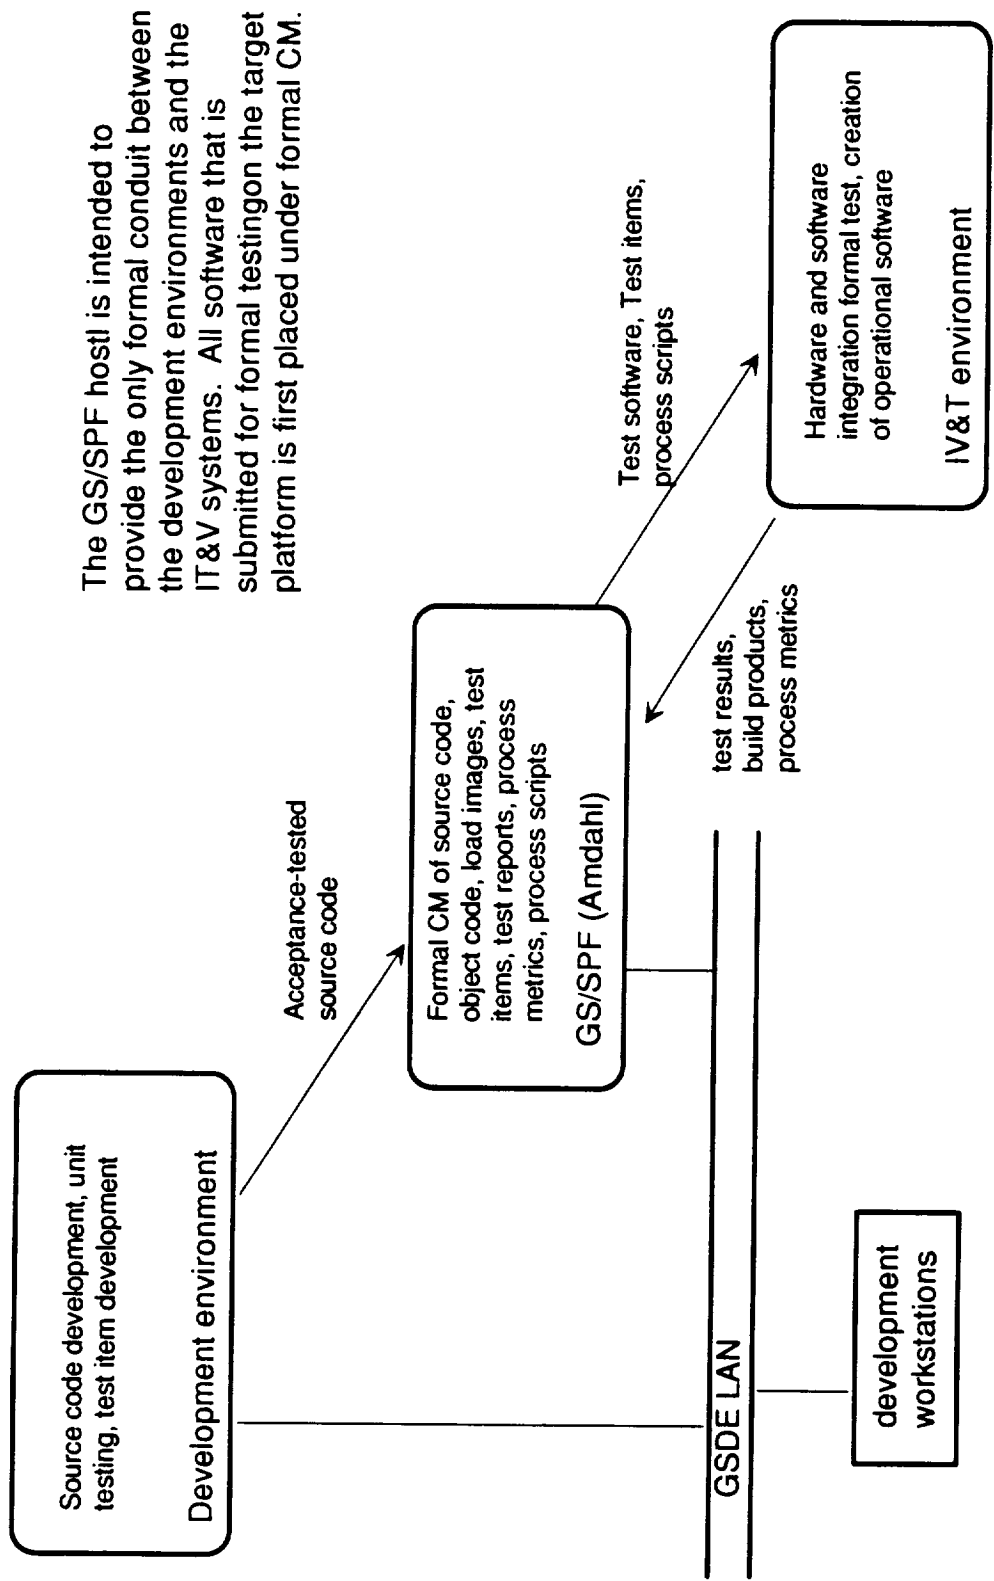 The GS/SPF hostl is intended to
provide the only formal conduit between
the development environments and the
IT&V systems.  All software that is
submitted for formal testingon the target
platform is first placed under formal CM.
Source code development, unit
testing, test item development
Development environment
Acceptance-tested
source code
Formal CM of source code,
object code, load images, test
items, test reports, process
metrics, process scripts
GS/SPF (Amdahl)
Test software, Test items,
process scripts
test results,
build products,
process metrics
Hardware and software
integration formal test, creation
of operational software
IV&T environment
GSDE LAN
development
workstations